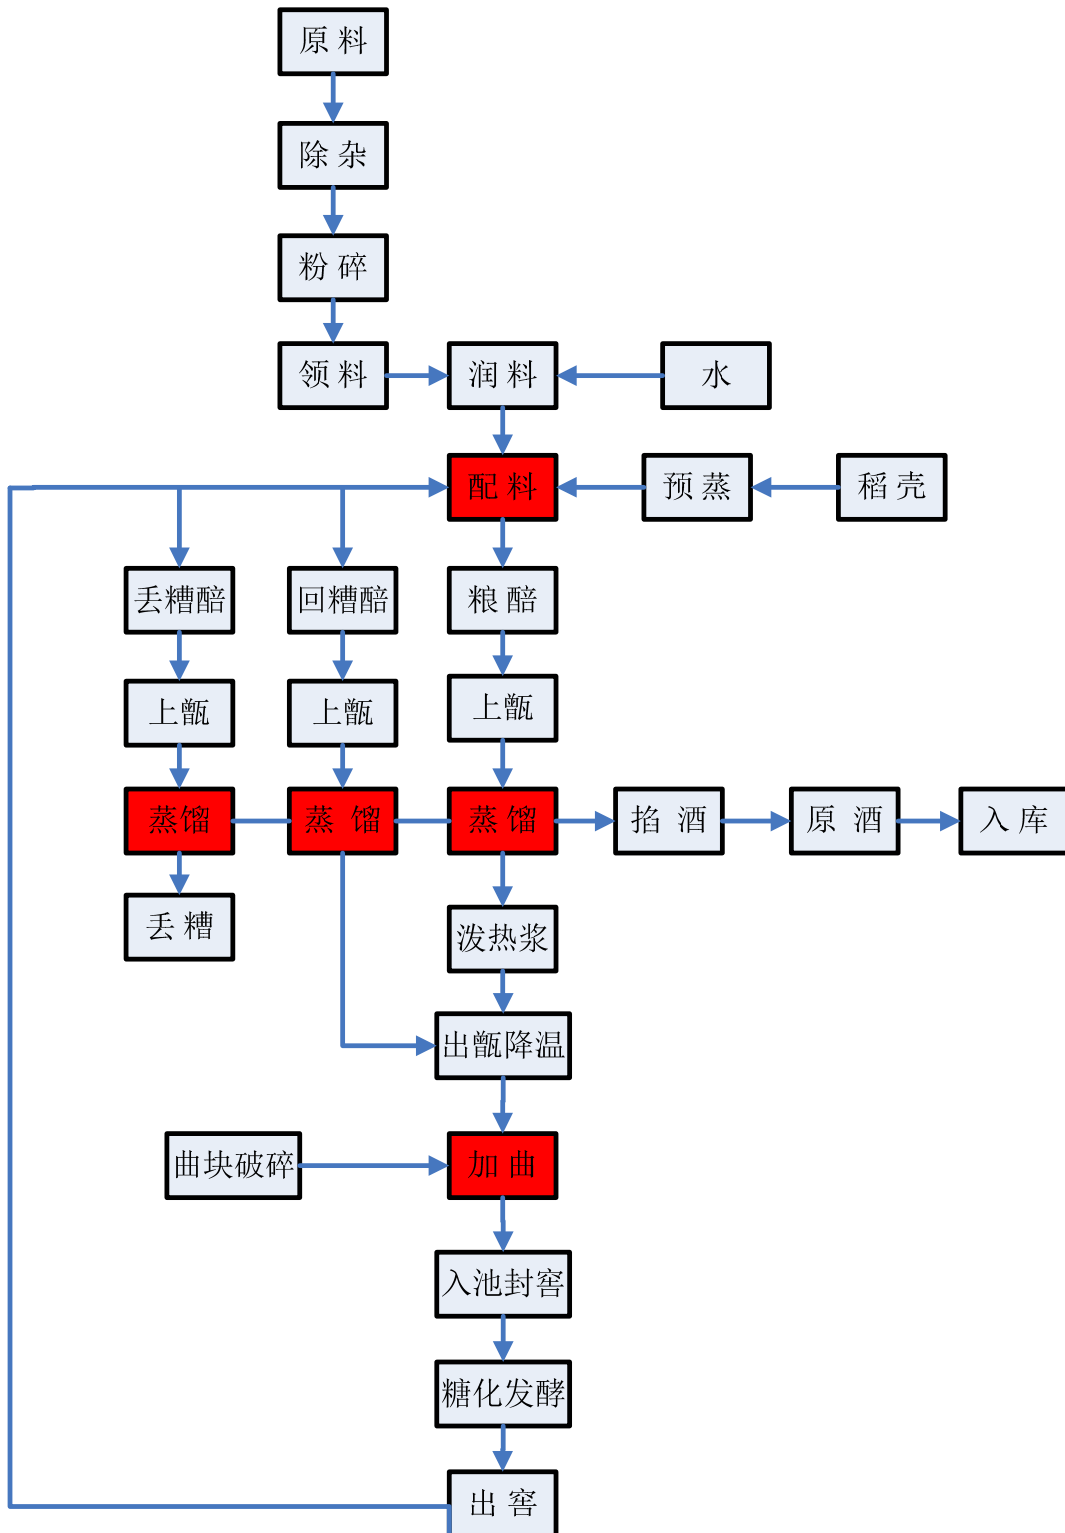 原料
除杂
粉碎
领料
润料
水
配料
预蒸
稻壳
丢糟醅
回糟醅
粮醅
上甑
上甑
上甑
蒸馏
蒸馏
蒸馏
掐酒
原酒
入库
丢糟
泼热浆
出甑降温
曲块破碎
加曲
入池封窖
糖化发酵
出窖